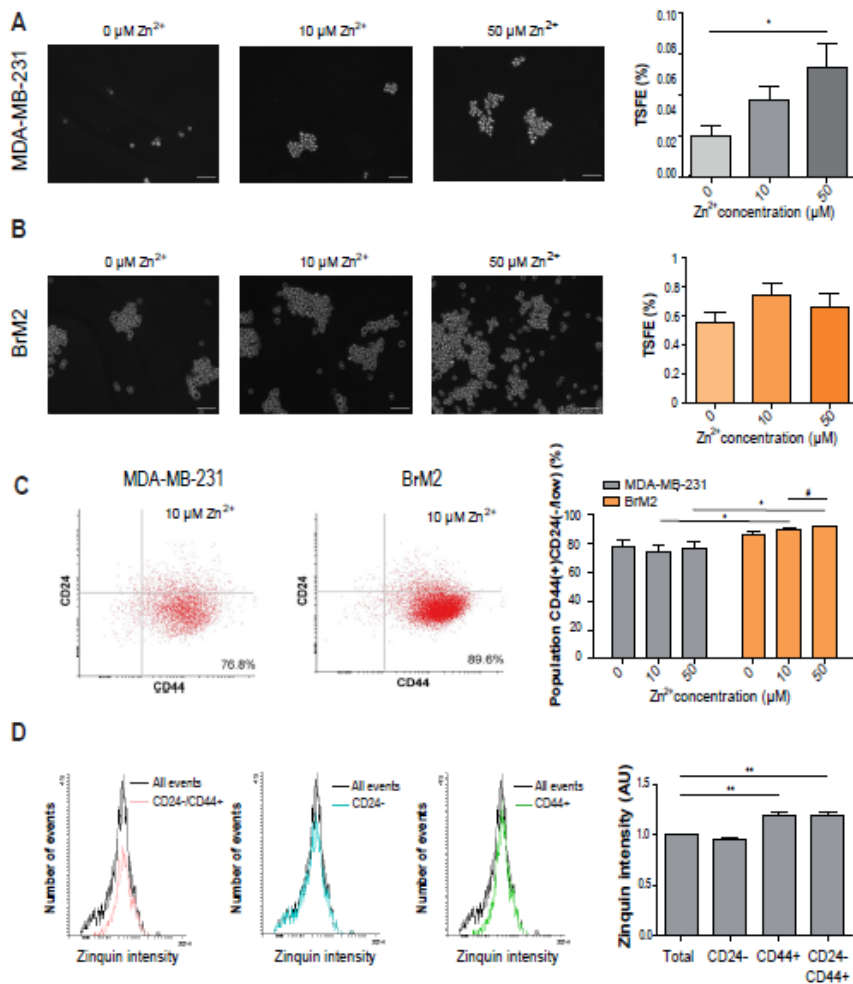 A
0 µM Zn²⁺
10 µM Zn²⁺
50 µM Zn²⁺
MDA-MB-231
TSFE (%)
0.10
0.08
0.06
0.04
0.02
0.00
*
0
10
50
Zn²⁺concentration (µM)
B
0 µM Zn²⁺
10 µM Zn²⁺
50 µM Zn²⁺
BrM2
TSFE (%)
1
0.8
0.6
0.4
0.2
0
0
10
50
Zn²⁺concentration (µM)
C
MDA-MB-231
10 µM Zn²⁺
CD24
76.8%
CD44
BrM2
10 µM Zn²⁺
CD24
89.6%
CD44
Population CD44(+)CD24(-/low) (%)
MDA-MB-231
BrM2
#
*
*
100
80
60
40
20
0
0
10
50
0
10
50
Zn²⁺concentration (µM)
D
All events
CD24-/CD44+
Number of events
Zinquin intensity
All events
CD24-
Number of events
Zinquin intensity
All events
CD44+
Number of events
Zinquin intensity
Zinquin intensity (AU)
1.5
1.0
0.5
0.0
**
**
Total
CD24-
CD44+
CD24-
CD44+